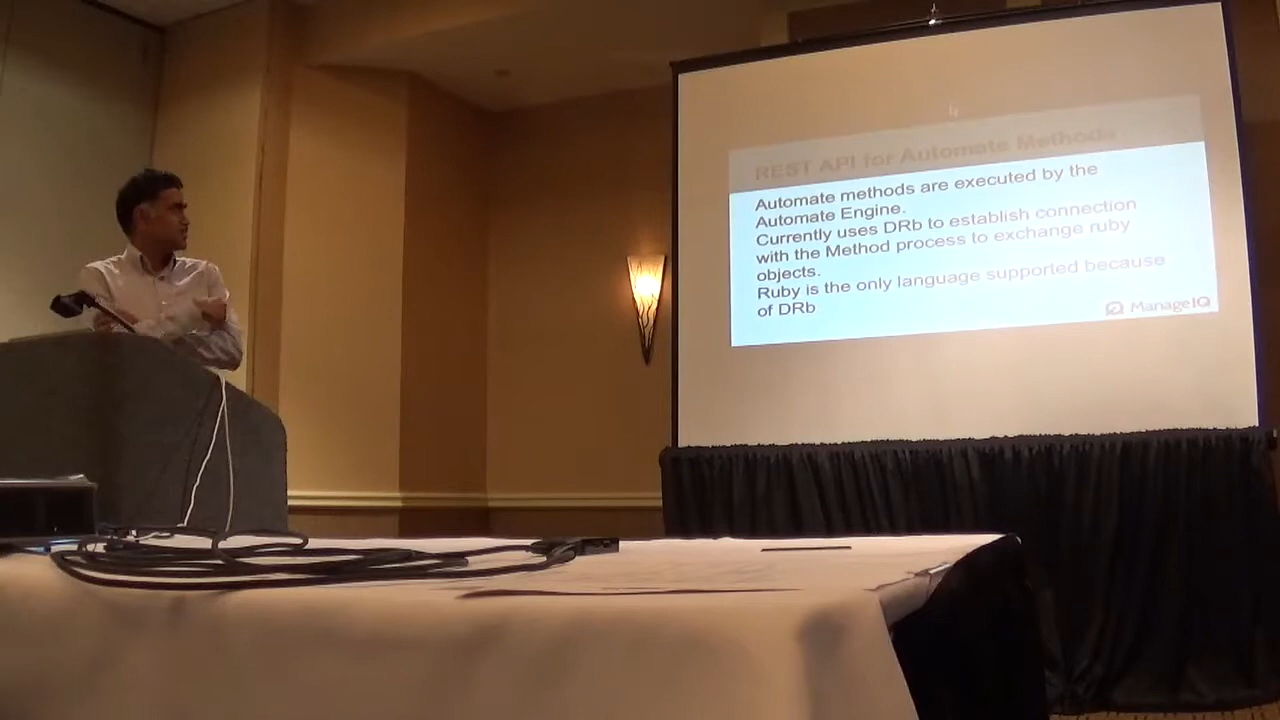 REST API for Automate Methods
Automate methods are executed by the
Automate Engine.
Currently uses DRb to establish connection
with the Method process to exchange ruby
objects.
Ruby is the only language supported because
of DRb
ManageIQ